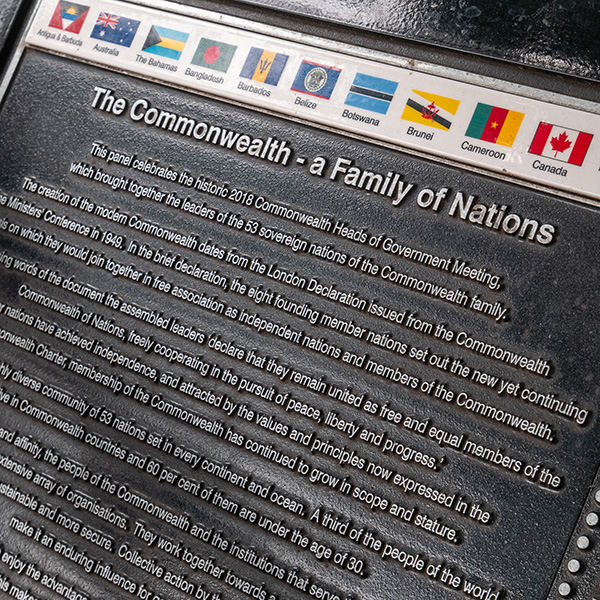 Antigua & Barbuda Australia The Bahamas Bangladesh Barbados Belize Botswana Brunei Cameroon Canada
The Commonwealth - a Family of Nations
This panel celebrates the historic 2018 Commonwealth Heads of Government Meeting,
which brought together the leaders of the 53 sovereign nations of the Commonwealth family.
The creation of the modern Commonwealth dates from the London Declaration issued from the Commonwealth
Ministers' Conference in 1949. In the brief declaration, the eight founding member nations set out the new yet continuing
on which they would join together in free association as independent nations and members of the Commonwealth.
words of the document the assembled leaders declare that they remain united as free and equal members of the
Commonwealth of Nations, freely cooperating in the pursuit of peace, liberty and progress.'
nations have achieved independence, and attracted by the values and principles now expressed in the
Charter, membership of the Commonwealth has continued to grow in scope and stature.
diverse community of 53 nations set in every continent and ocean. A third of the people of the world
in Commonwealth countries and 60 per cent of them are under the age of 30.
and affinity, the people of the Commonwealth and the institutions that serve
extensive array of organisations. They work together towards a
and more secure. Collective action by
make it an enduring influence for
enjoy the